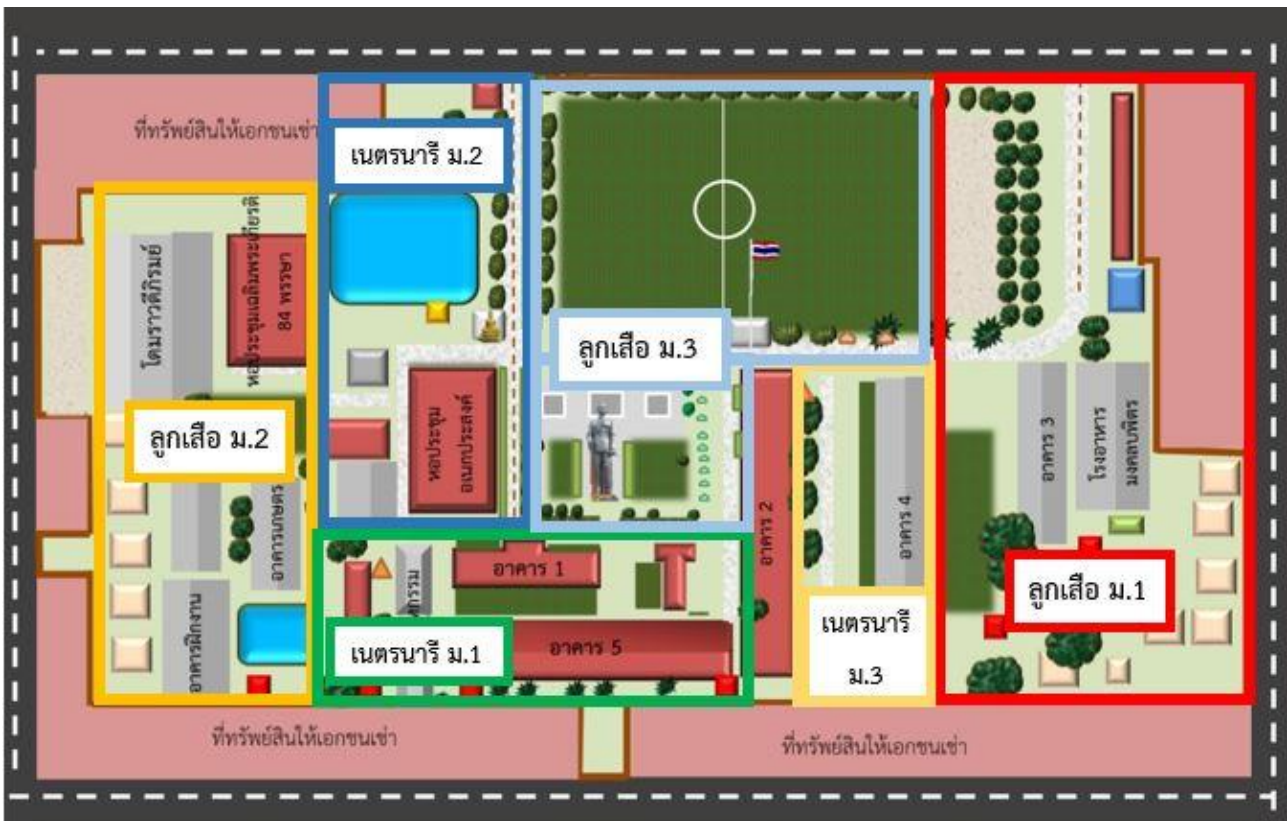 ที่ทรัพย์สินให้เอกชนเช่า
เนตรนารี ม.2
ลูกเสือ ม.3
โดมราวดีภิรมย์
หอประชุมเฉลิมพระเกียรติ
84 พรรษา
ลูกเสือ ม.2
หอประชุม
อเนกประสงค์
อาคารเกษตร
อาคารฝึกงาน
อาคาร 1
อาคาร 5
เนตรนารี ม.1
อาคาร 2
อาคาร 4
เนตรนารี
ม.3
อาคาร 3
โรงอาหาร
มงคลบพิตร
ลูกเสือ ม.1
ที่ทรัพย์สินให้เอกชนเช่า
ที่ทรัพย์สินให้เอกชนเช่า